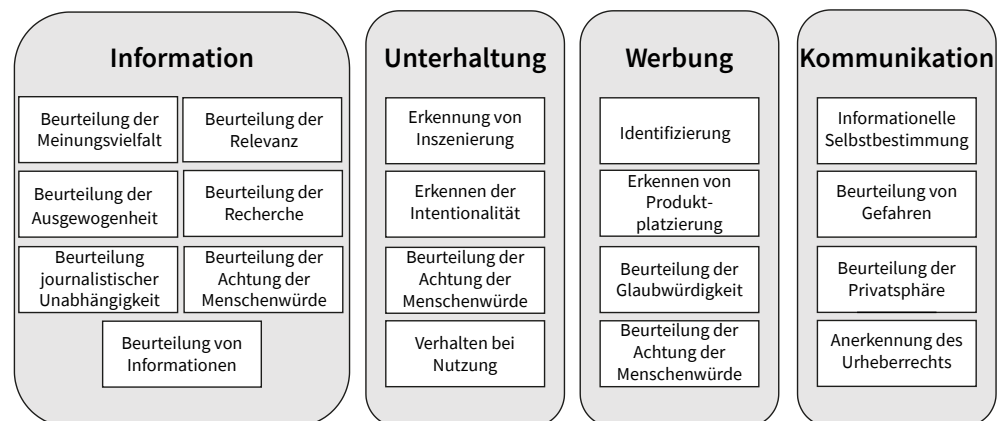 Information
Beurteilung der
Meinungsvielfalt
Beurteilung der
Relevanz
Beurteilung der
Ausgewogenheit
Beurteilung der
Recherche
Beurteilung
journalistischer
Unabhängigkeit
Beurteilung der
Achtung der
Menschenwürde
Beurteilung von
Informationen
Unterhaltung
Erkennung von
Inszenierung
Erkennen der
Intentionalität
Beurteilung der
Achtung der
Menschenwürde
Verhalten bei
Nutzung
Werbung
Identifizierung
Erkennen von
Produkt-
platzierung
Beurteilung der
Glaubwürdigkeit
Beurteilung der
Achtung der
Menschenwürde
Kommunikation
Informationelle
Selbstbestimmung
Beurteilung von
Gefahren
Beurteilung der
Privatsphäre
Anerkennung des
Urheberrechts